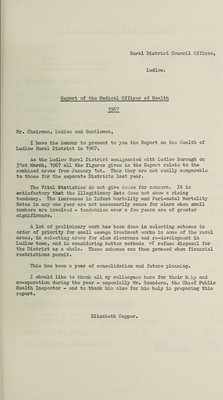 Rural District Council Offices,
Ludlow.
Report of the Medical Officer of Health
1967
Mr. Chairman, Ladies and Gentlemen,
I have the honour to present to you the Report on the Health of
Ludlow Rural District in 1967.
As the Ludlow Rural District amalgamated with Ludlow Borough on
31st March, 1967 all the figures given in the Report relate to the
combined areas from January 1st. Thus they are not really comparable
to those for the separate Districts last year.
The Vital Statistics do not give cause for concern. It is
satisfactory that the Illegitimacy Rate does not show a rising
tendency. The increases in Infant Mortality and Peri-natal Mortality
Rates in any one year are not necessarily cause for alarm when small
numbers are involved - tendencies over a few years are of greater
significance.
A lot of preliminary work has been done in selecting schemes in
order of priority for small sewage treatment works in some of the rural
areas, in selecting areas for slum clearance and re-development in
Ludlow town, and in considering better methods of refuse disposal for
the District as a whole. These schemes can then proceed when financial
restrictions permit.
This has been a year of consolidation and future planning.
I should like to thank all my colleagues here for their help and
co-operation during the year - especially Mr. Saunders, the Chief Public
Health Inspector - and to thank him also for his help in preparing this
report.
Elizabeth Capper.